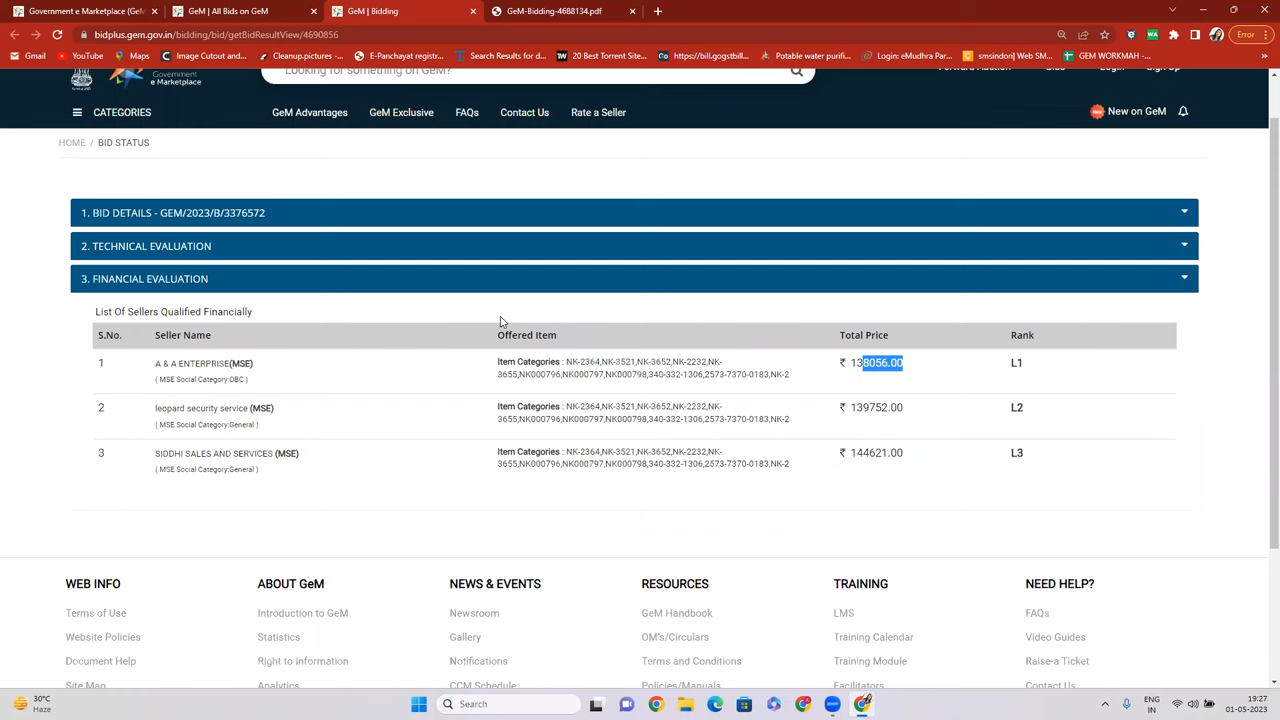 Government e Marketplace (GeM)
GeM | All Bids on GeM
GeM | Bidding
GeM-Bidding-4688134.pdf
bidplus.gem.gov.in/bidding/bid/getBidResultView/4690856
Error
Gmail
YouTube
Maps
Image Cutout and...
Cleanup.pictures -...
E-Panchayat registr...
Search Results for d...
20 Best Torrent Site...
https://bill.gogstbill...
Potable water purifi...
Login: eMudhra Par...
smsindori] Web SM...
GEM WORKMAH -...
Government
e Marketplace
Looking for something on GeM?
CATEGORIES
GeM Advantages
GeM Exclusive
FAQs
Contact Us
Rate a Seller
New on GeM
HOME / BID STATUS
1. BID DETAILS - GEM/2023/B/3376572
2. TECHNICAL EVALUATION
3. FINANCIAL EVALUATION
List Of Sellers Qualified Financially
S.No. Seller Name Offered Item Total Price Rank
1 A & A ENTERPRISE(MSE) Item Categories : NK-2364,NK-3521,NK-3652,NK-2232,NK- ₹ 138056.00 L1
( MSE Social Category:OBC ) 3655,NK000796,NK000797,NK000798,340-332-1306,2573-7370-0183,NK-2
2 leopard security service (MSE) Item Categories : NK-2364,NK-3521,NK-3652,NK-2232,NK- ₹ 139752.00 L2
( MSE Social Category:General ) 3655,NK000796,NK000797,NK000798,340-332-1306,2573-7370-0183,NK-2
3 SIDDHI SALES AND SERVICES (MSE) Item Categories : NK-2364,NK-3521,NK-3652,NK-2232,NK- ₹ 144621.00 L3
( MSE Social Category:General ) 3655,NK000796,NK000797,NK000798,340-332-1306,2573-7370-0183,NK-2
WEB INFO
Terms of Use
Website Policies
Document Help
Site Map
ABOUT GeM
Introduction to GeM
Statistics
Right to information
Analytics
NEWS & EVENTS
Newsroom
Gallery
Notifications
CCM Schedule
RESOURCES
GeM Handbook
OM's/Circulars
Terms and Conditions
Policies/Manuals
TRAINING
LMS
Training Calendar
Training Module
Facilitators
NEED HELP?
FAQs
Video Guides
Raise-a Ticket
Contact Us
30°C
Haze
Search
ENG
IN
19:27
01-05-2023